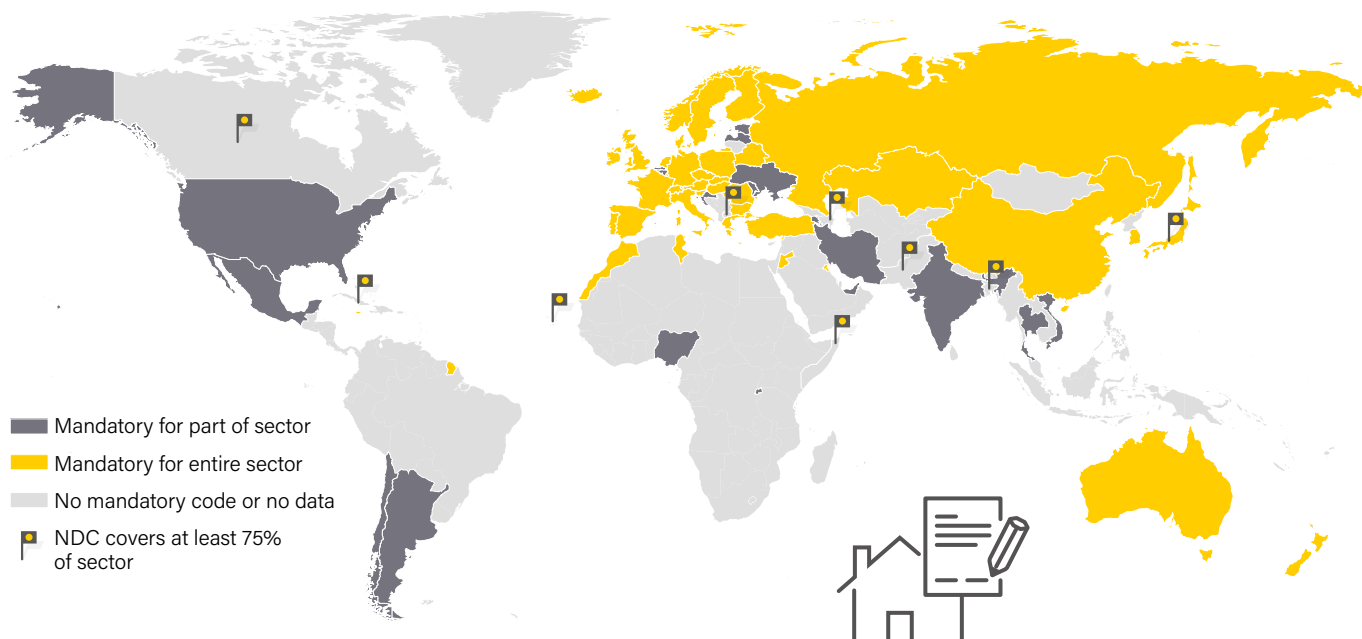 Mandatory for part of sector
Mandatory for entire sector
No mandatory code or no data
NDC covers at least 75%
of sector